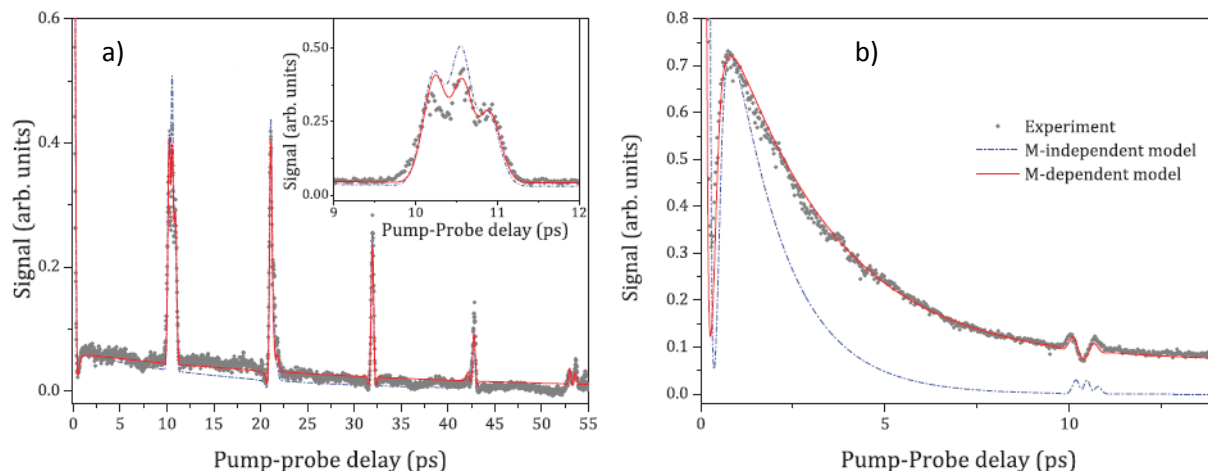 a)
Signal (arb. units)
0.6
0.4
0.2
0.0
0 5 10 15 20 25 30 35 40 45 50 55
Pump-probe delay (ps)
Signal (arb. units)
0.50
0.25
0.00
9 10 11 12
Pump-Probe delay (ps)
b)
Signal (arb. units)
0.8
0.7
0.6
0.5
0.4
0.3
0.2
0.1
0.0
0 5 10
Pump-Probe delay (ps)
Experiment
M-independent model
M-dependent model